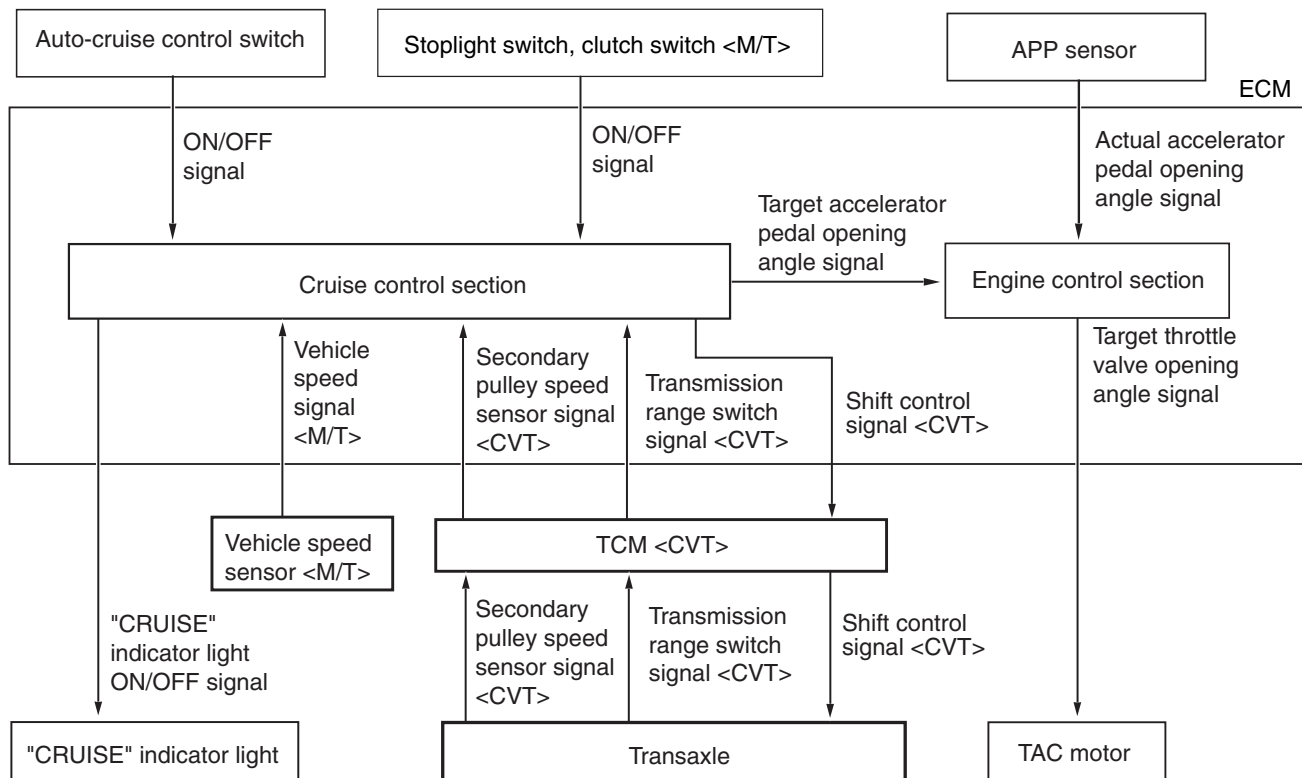 Auto-cruise control switch
Stoplight switch, clutch switch <M/T>
APP sensor
ECM
ON/OFF
signal
ON/OFF
signal
Actual accelerator
pedal opening
angle signal
Target accelerator
pedal opening
angle signal
Cruise control section
Engine control section
Vehicle
speed
signal
<M/T>
Secondary
pulley speed
sensor signal
<CVT>
Transmission
range switch
signal <CVT>
Shift control
signal <CVT>
Target throttle
valve opening
angle signal
Vehicle speed
sensor <M/T>
TCM <CVT>
"CRUISE"
indicator light
ON/OFF signal
Secondary
pulley speed
sensor signal
<CVT>
Transmission
range switch
signal <CVT>
Shift control
signal <CVT>
"CRUISE" indicator light
Transaxle
TAC motor